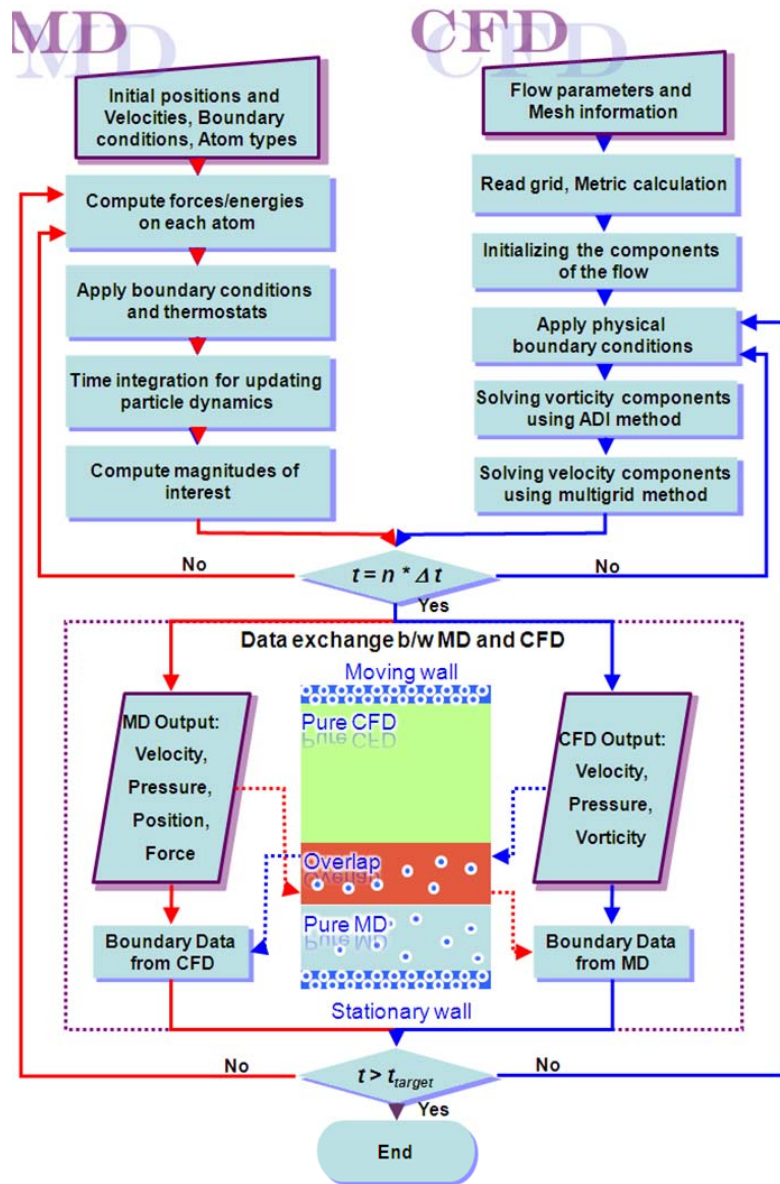 MD
CFD
Initial positions and
Velocities, Boundary
conditions, Atom types
Compute forces/energies
on each atom
Apply boundary conditions
and thermostats
Time integration for updating
particle dynamics
Compute magnitudes of
interest
Flow parameters and
Mesh information
Read grid, Metric calculation
Initializing the components
of the flow
Apply physical
boundary conditions
Solving vorticity components
using ADI method
Solving velocity components
using multigrid method
No
t = n * Δ t
No
Yes
Data exchange b/w MD and CFD
Moving wall
Pure CFD
MD Output:
Velocity,
Pressure,
Position,
Force
CFD Output:
Velocity,
Pressure,
Vorticity
Overlap
Pure MD
Boundary Data
from CFD
Boundary Data
from MD
Stationary wall
No
t > t target
No
Yes
End